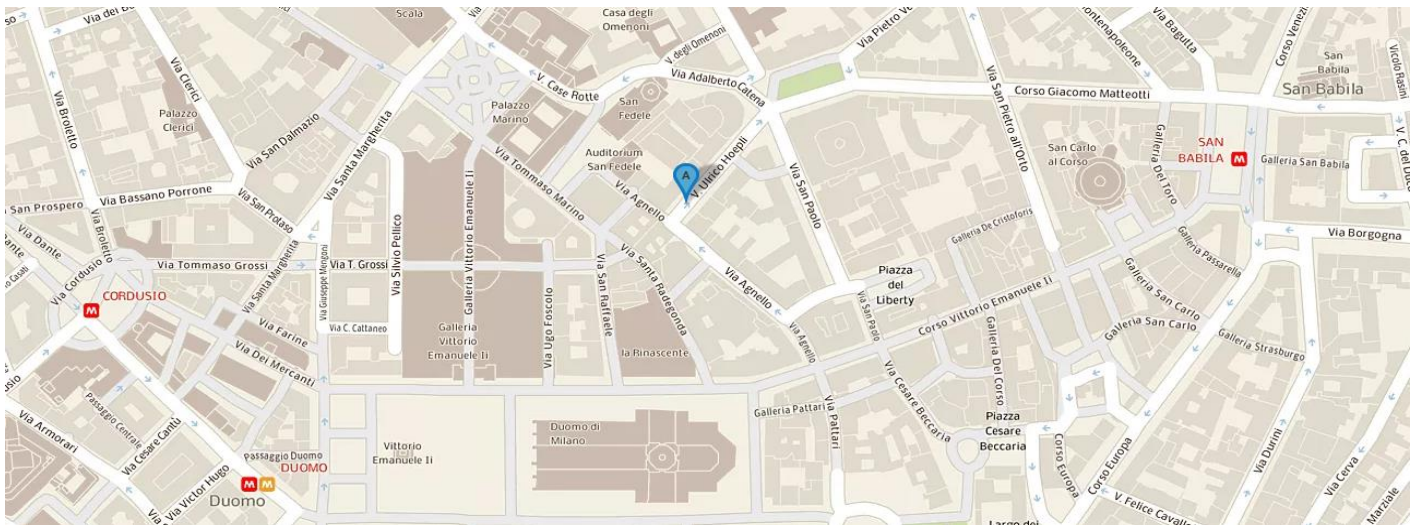 Via dei Bo
Scala
Casa degli
Omenoni
V. degli Omenoni
Via Pietro Ve
Via Adalberto Catena
V. Case Rotte
Corso Giacomo Matteotti
ontenapoleone
Via Bagutta
Corso Venezi
San
Babila
San Babila
Vicolo Rasini
V. C. del Duca
Via Broletto
Via Clerici
Palazzo
Clerici
Via San Dalmazio
Via Santa Margherita
Palazzo
Marino
San
Fedele
Auditorium
San Fedele
Via Tommaso Marino
Via Agnello
A
V. Ulrico Hoepli
Via San Paolo
Via San Pietro all'Orto
San Carlo
al Corso
Galleria Del Toro
SAN
BABILA
M
Galleria San Babila
Via Bassano Porrone
San Prospero
Via San Protaso
Via Dante
Dante
Via Broletto
Via Cordusio
Casati
Via Tommaso Grossi
Via Santa Margherita
Via Giuseppe Mengoni
Via T. Grossi
Via Silvio Pellico
Galleria Vittorio Emanuele Ii
Via Ugo Foscolo
Via San Raffaele
Via Santa Radegonda
Via Agnello
Galleria De Cristoforis
Piazza
del
Liberty
Via San Paolo
Corso Vittorio Emanuele Ii
Galleria Passarella
Via Borgogna
Galleria San Carlo
Galleria San Carlo
Galleria Strasburgo
M
CORDUSIO
Via Farine
Via C. Cattaneo
Via Dei Mercanti
Galleria
Vittorio
Emanuele Ii
la Rinascente
Via Agnello
Galleria Del Corso
Via Cesare Beccaria
Galleria Pattari
Via Pattari
Piazza
Cesare
Beccaria
dusio
Passaggio Centrale
Via Armorari
Via Cesare Cantù
Passaggio Duomo
DUOMO
M M
Duomo
Via Victor Hugo
Vittorio
Emanuele Ii
Duomo di
Milano
Corso Europa
Corso Europa
V. Felice Cavallo
Via Durini
Via Cerva
Marziale
Largo dei